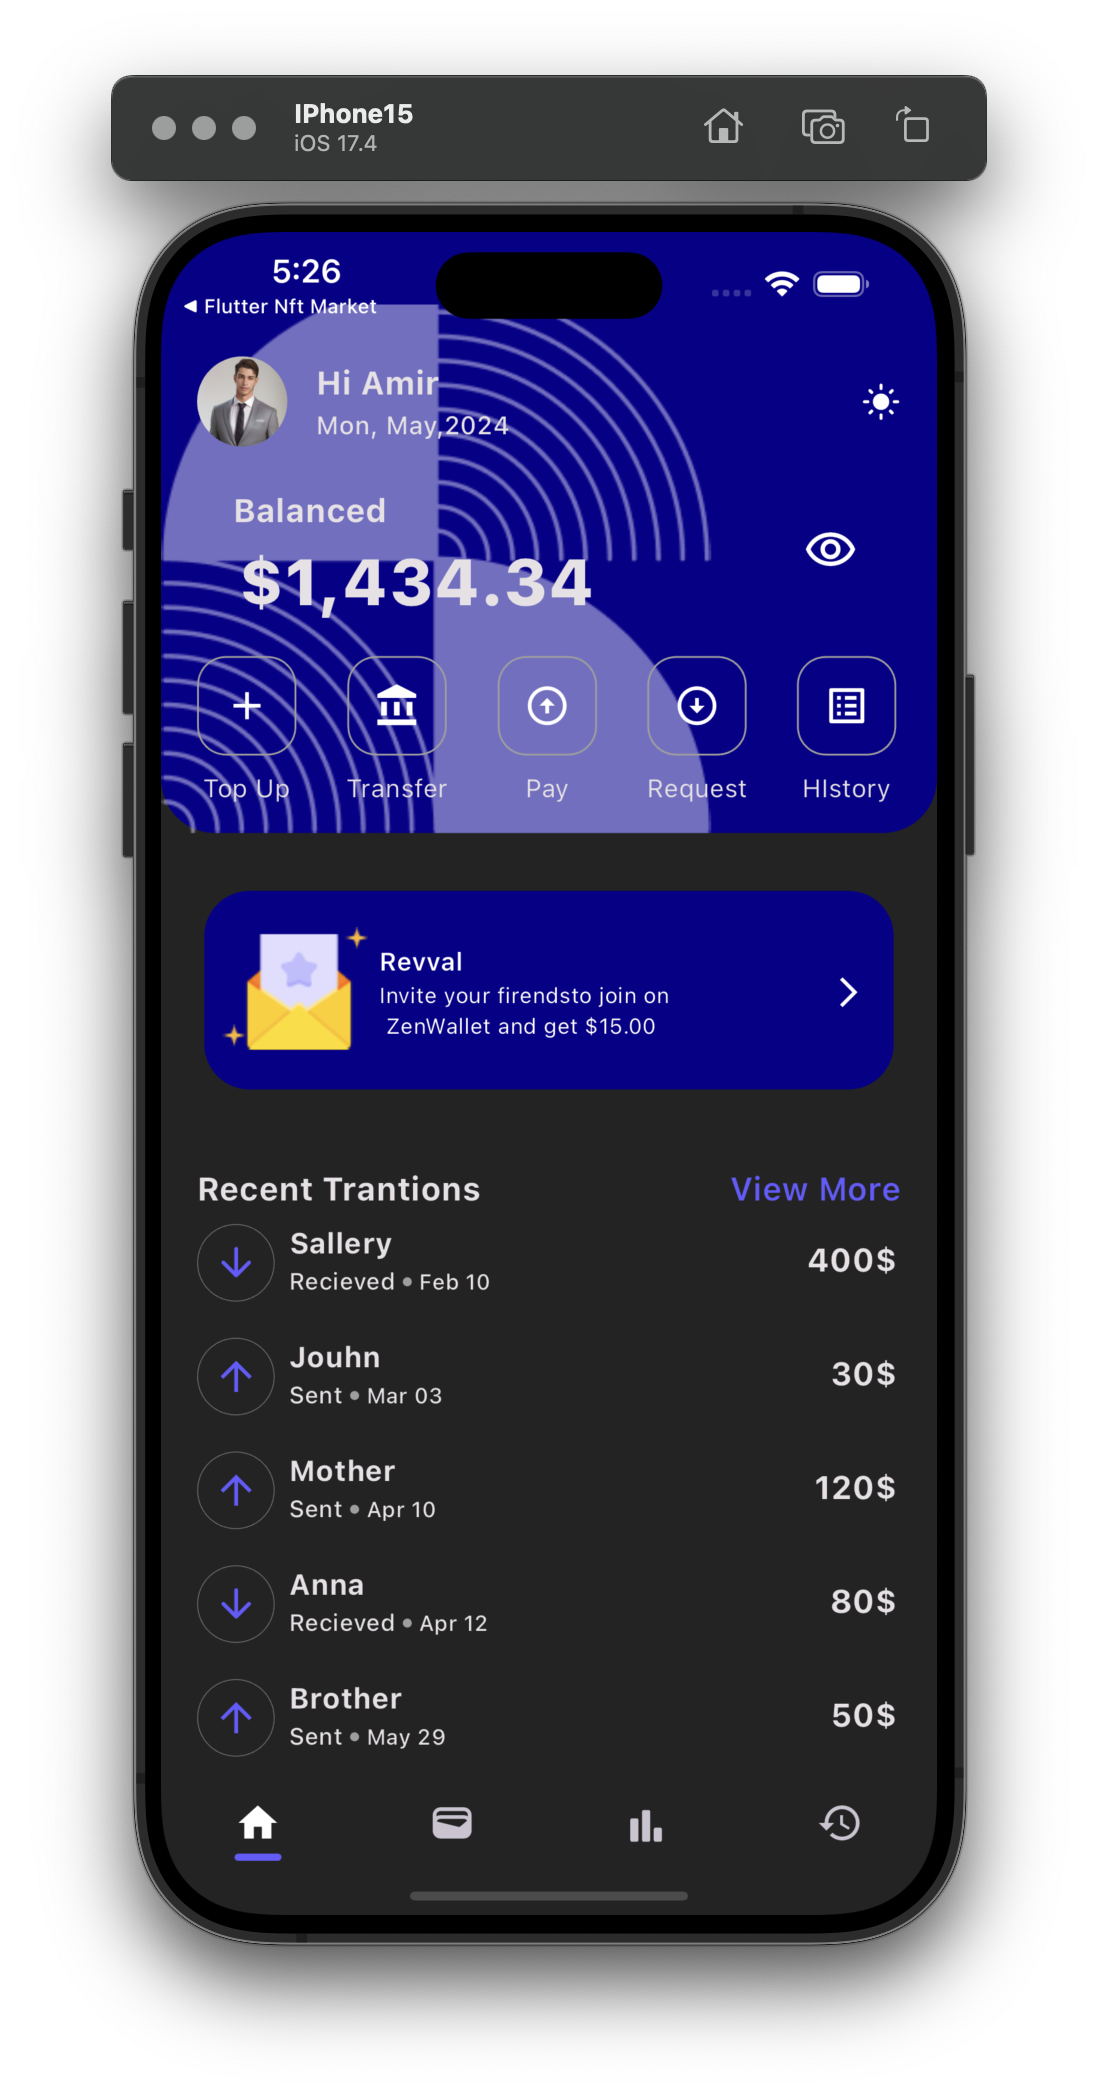 IPhone15
iOS 17.4
5:26
◀ Flutter Nft Market
Hi Amir
Mon, May,2024
Balanced
$1,434.34
Top Up
Transfer
Pay
Request
HIstory
Revval
Invite your firendsto join on
ZenWallet and get $15.00
Recent Trantions
View More
Sallery
400$
Recieved • Feb 10
Jouhn
30$
Sent • Mar 03
Mother
120$
Sent • Apr 10
Anna
80$
Recieved • Apr 12
Brother
50$
Sent • May 29